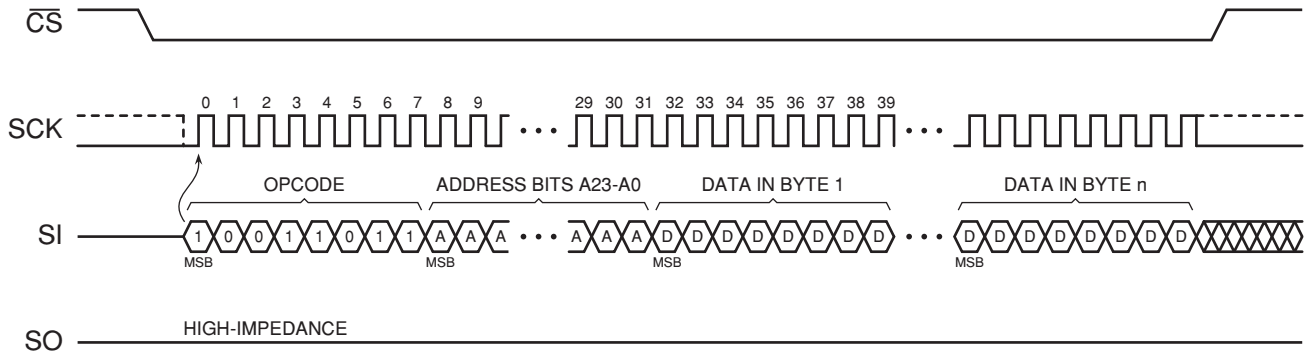 CS
0 1 2 3 4 5 6 7 8 9 29 30 31 32 33 34 35 36 37 38 39
SCK
OPCODE ADDRESS BITS A23-A0 DATA IN BYTE 1 DATA IN BYTE n
SI 1 0 0 1 1 0 1 1 A A A A A A D D D D D D D D D D D D D D D D
MSB MSB MSB MSB
HIGH-IMPEDANCE
SO